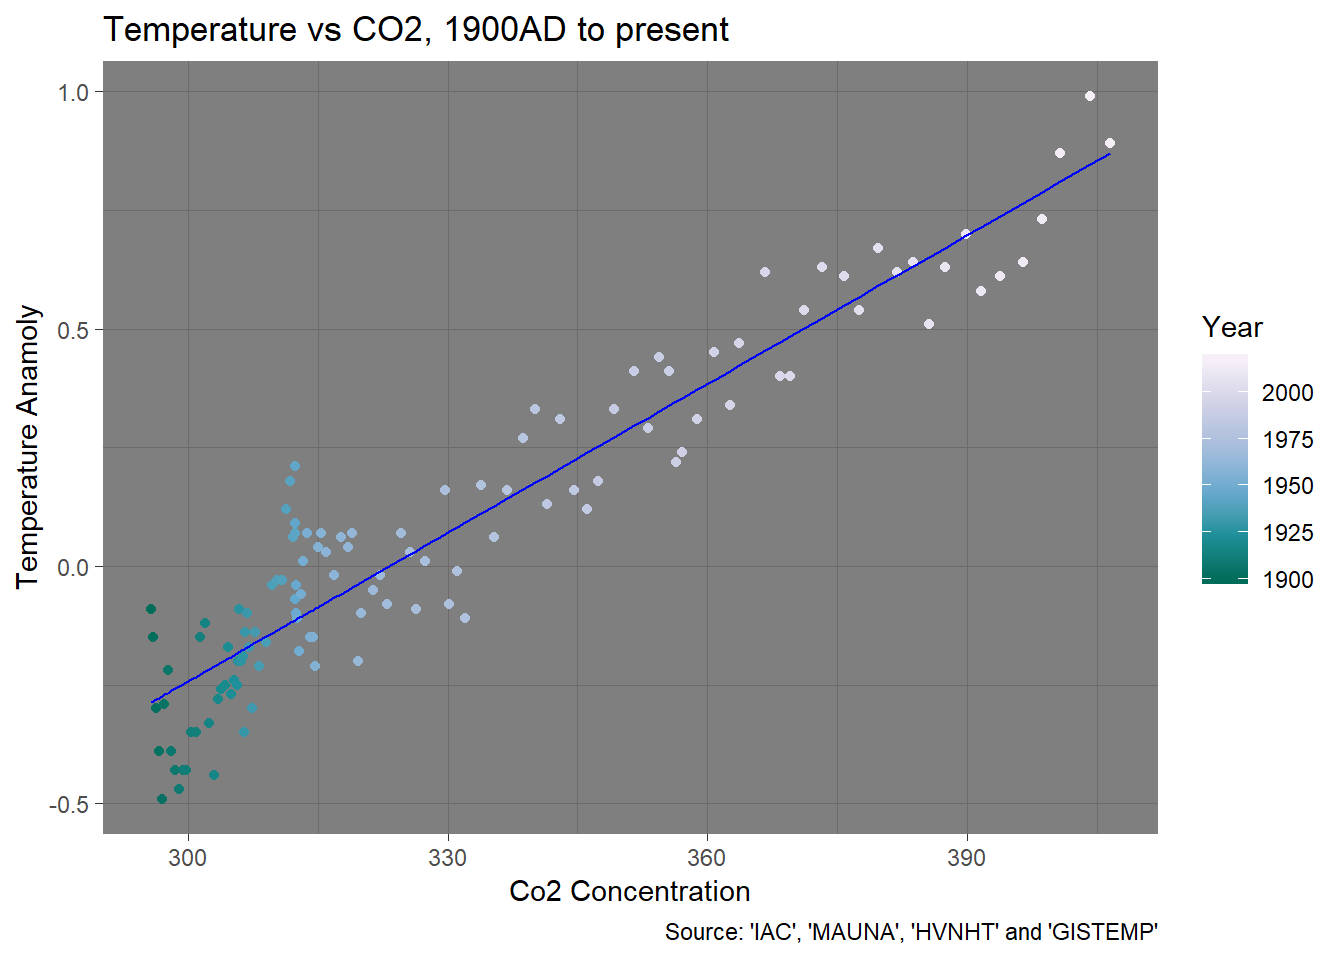 Temperature vs CO2, 1900AD to present
1.0
0.5
0.0
-0.5
Temperature Anamoly
300 330 360 390
Co2 Concentration
Year
2000
1975
1950
1925
1900
Source: 'IAC', 'MAUNA', 'HVNHT' and 'GISTEMP'